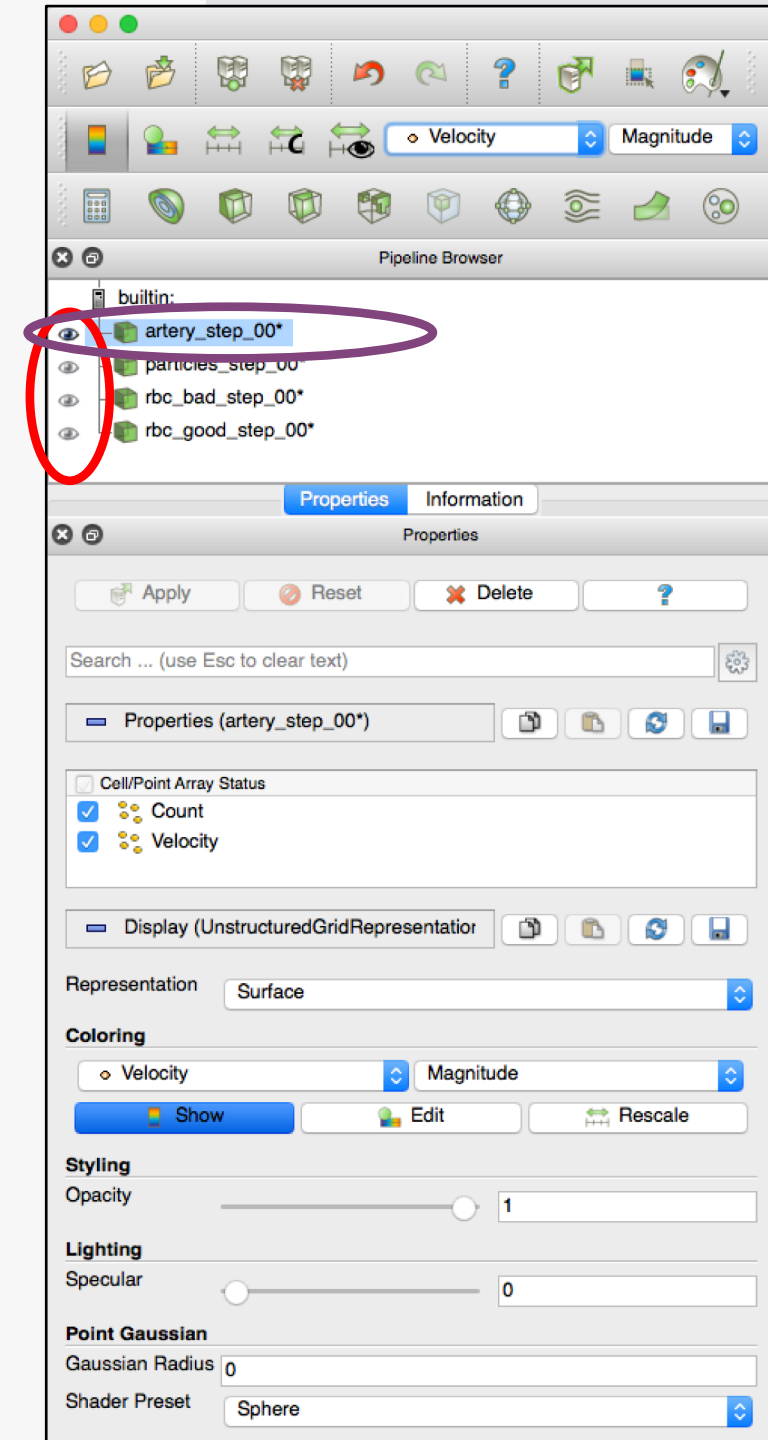 Velocity Magnitude
Pipeline Browser
builtin:
artery_step_00*
particles_step_00*
rbc_bad_step_00*
rbc_good_step_00*
Properties Information
Properties
Apply Reset Delete ?
Search ... (use Esc to clear text)
Properties (artery_step_00*)
Cell/Point Array Status
Count
Velocity
Display (UnstructuredGridRepresentation
Representation Surface
Coloring
Velocity Magnitude
Show Edit Rescale
Styling
Opacity 1
Lighting
Specular 0
Point Gaussian
Gaussian Radius 0
Shader Preset Sphere